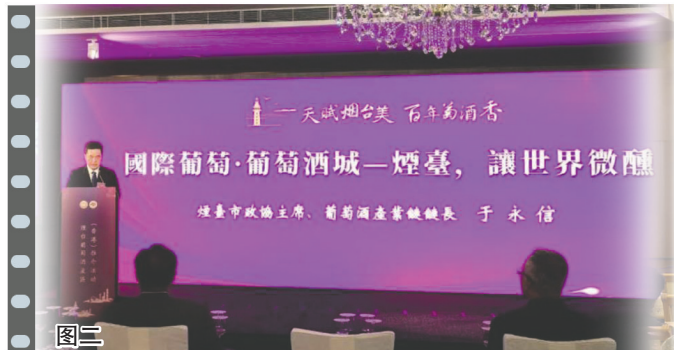 天赋烟台美 百年葡酒香
國際葡萄·葡萄酒城—煙臺，讓世界微醺
煙臺市政協主席、葡萄酒產業鏈鏈長 于永信
图二